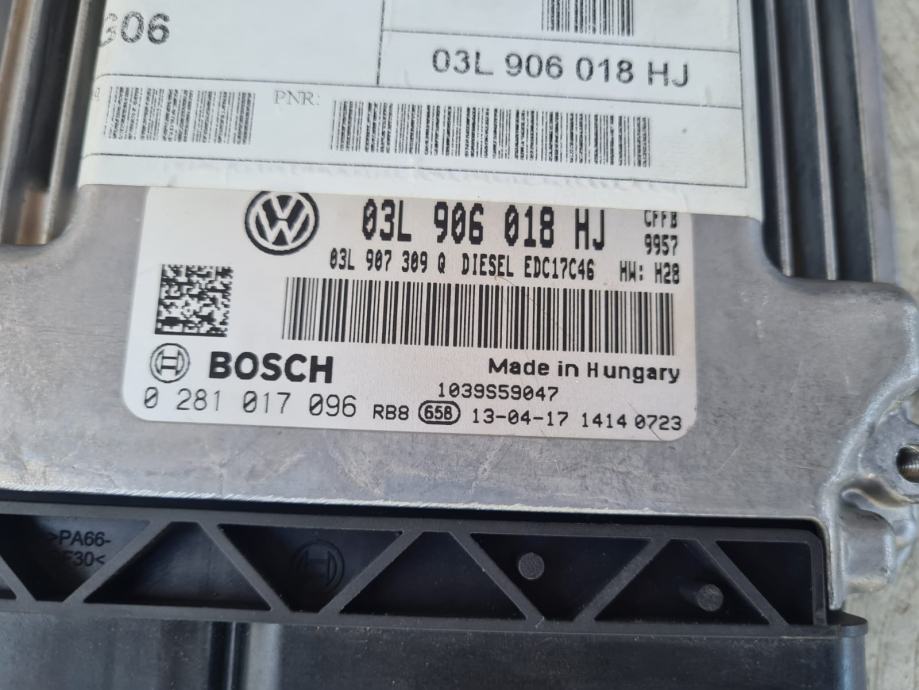 03L 906 018 HJ
PNR:
VW 03L 906 018 HJ CFFB
9957
03L 907 309 Q DIESEL EDC17C46 HW: H28
BOSCH Made in Hungary
1039S59047
0 281 017 096 RB8 658 13-04-17 1414 0723
>PA66-
F30<